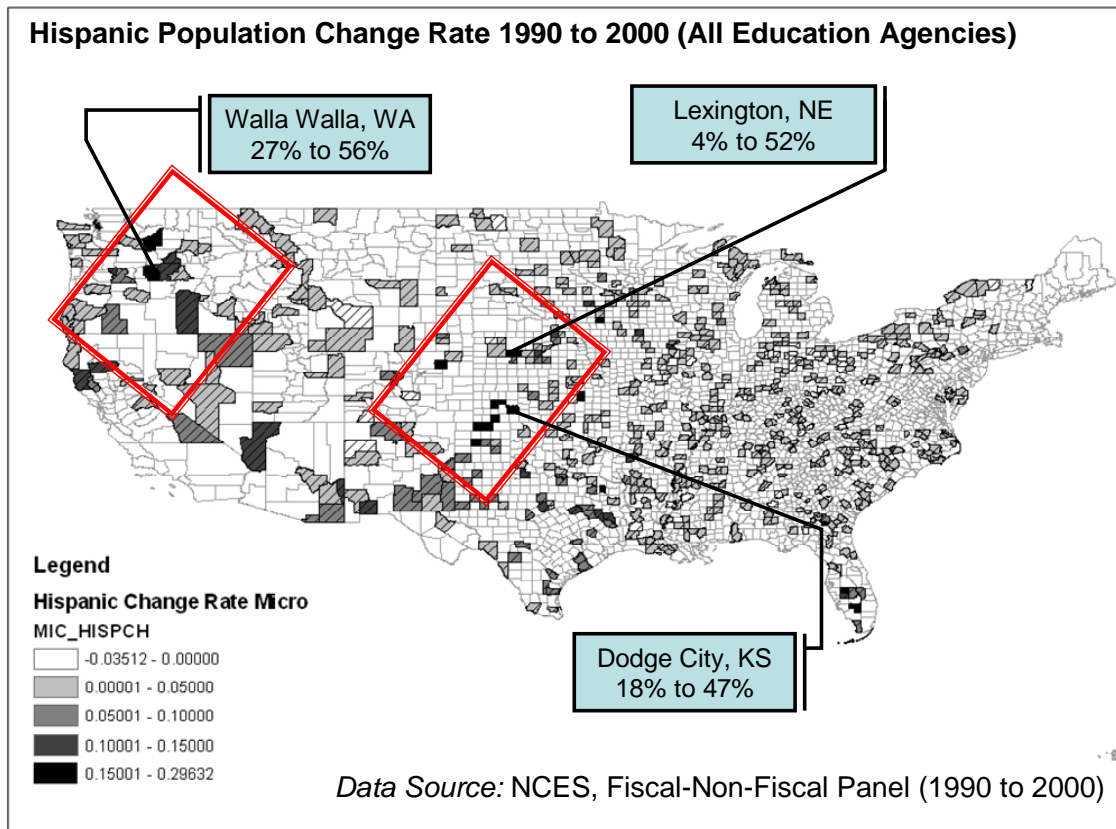 Hispanic Population Change Rate 1990 to 2000 (All Education Agencies)
Walla Walla, WA
27% to 56%
Lexington, NE
4% to 52%
Dodge City, KS
18% to 47%
Legend
Hispanic Change Rate Micro
MIC_HISPCH
-0.03512 - 0.00000
0.00001 - 0.05000
0.05001 - 0.10000
0.10001 - 0.15000
0.15001 - 0.29632
Data Source: NCES, Fiscal-Non-Fiscal Panel (1990 to 2000)